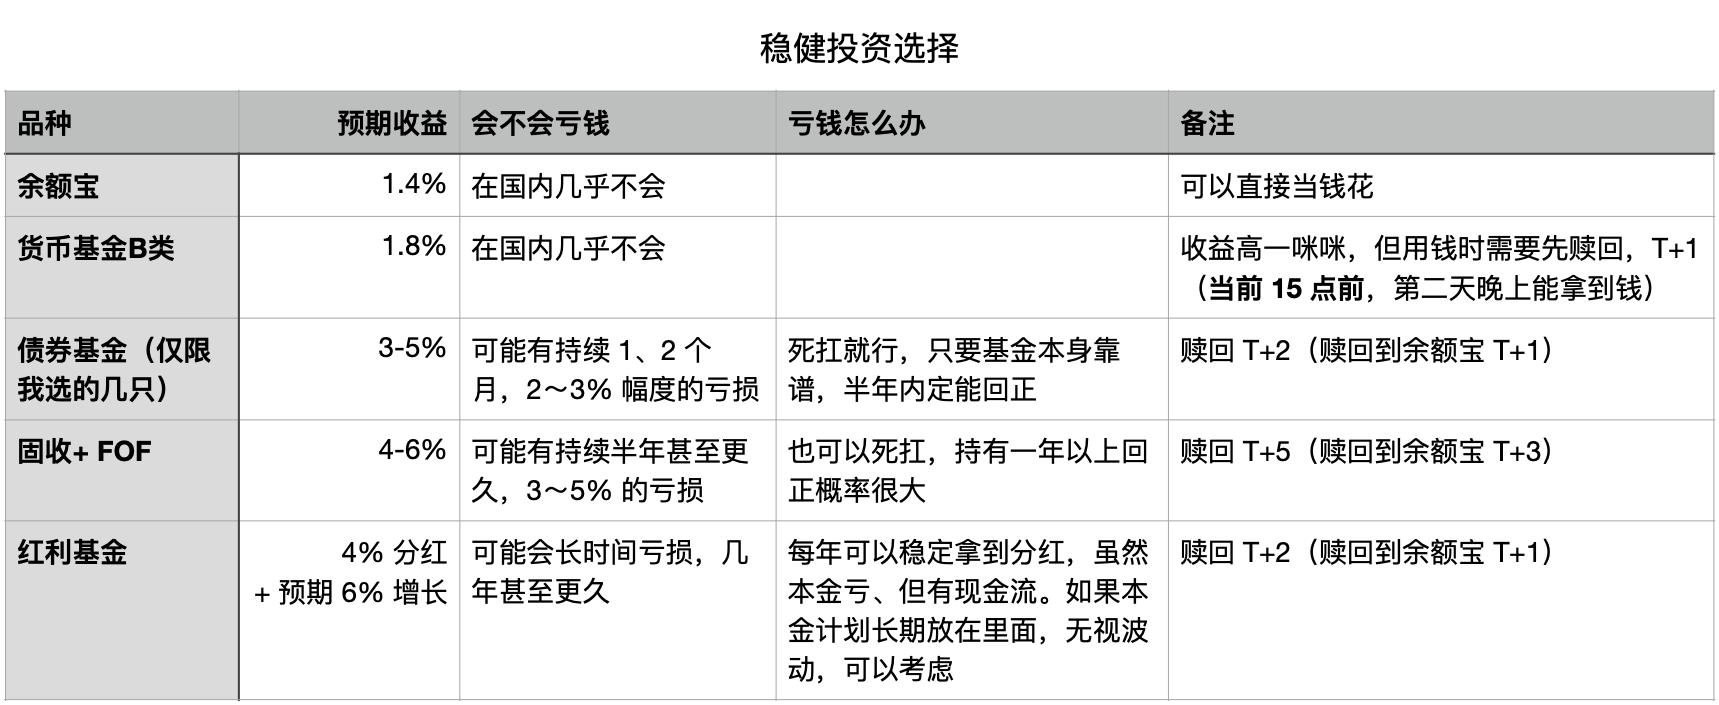 稳健投资选择
品种 预期收益 会不会亏钱 亏钱怎么办 备注
余额宝 1.4% 在国内几乎不会 可以直接当钱花
货币基金B类 1.8% 在国内几乎不会 收益高一咪咪，但用钱时需要先赎回，T+1
（当前 15 点前，第二天晚上能拿到钱）
债券基金（仅限 3-5% 可能有持续 1、2 个 死扛就行，只要基金本身靠 赎回 T+2（赎回到余额宝 T+1）
我选的几只） 月，2～3% 幅度的亏损 谱，半年内定能回正
固收+ FOF 4-6% 可能有持续半年甚至更 也可以死扛，持有一年以上回 赎回 T+5（赎回到余额宝 T+3）
久，3～5% 的亏损 正概率很大
红利基金 4% 分红 可能会长时间亏损，几 每年可以稳定拿到分红，虽然 赎回 T+2（赎回到余额宝 T+1）
+ 预期 6% 增长 年甚至更久 本金亏、但有现金流。如果本
金计划长期放在里面，无视波
动，可以考虑